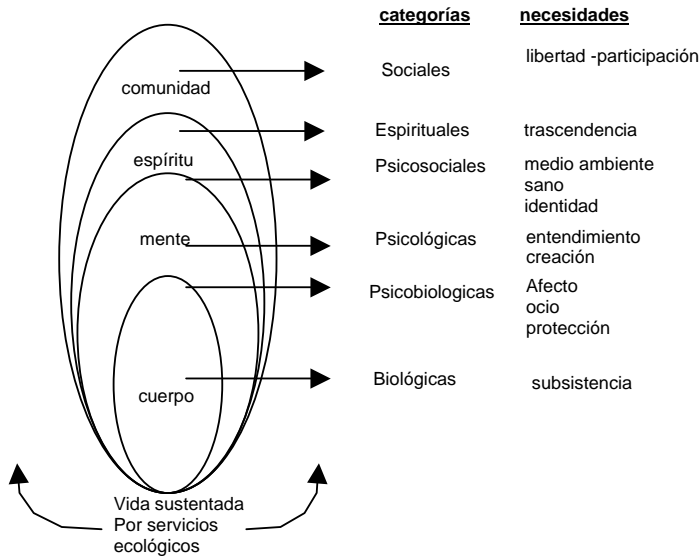 categorías necesidades
comunidad
Sociales
libertad -participación
espíritu
Espirituales
trascendencia
Psicosociales
medio ambiente
sano
identidad
mente
Psicológicas
entendimiento
creación
Psicobiologicas
Afecto
ocio
protección
cuerpo
Biológicas
subsistencia
Vida sustentada
Por servicios
ecológicos